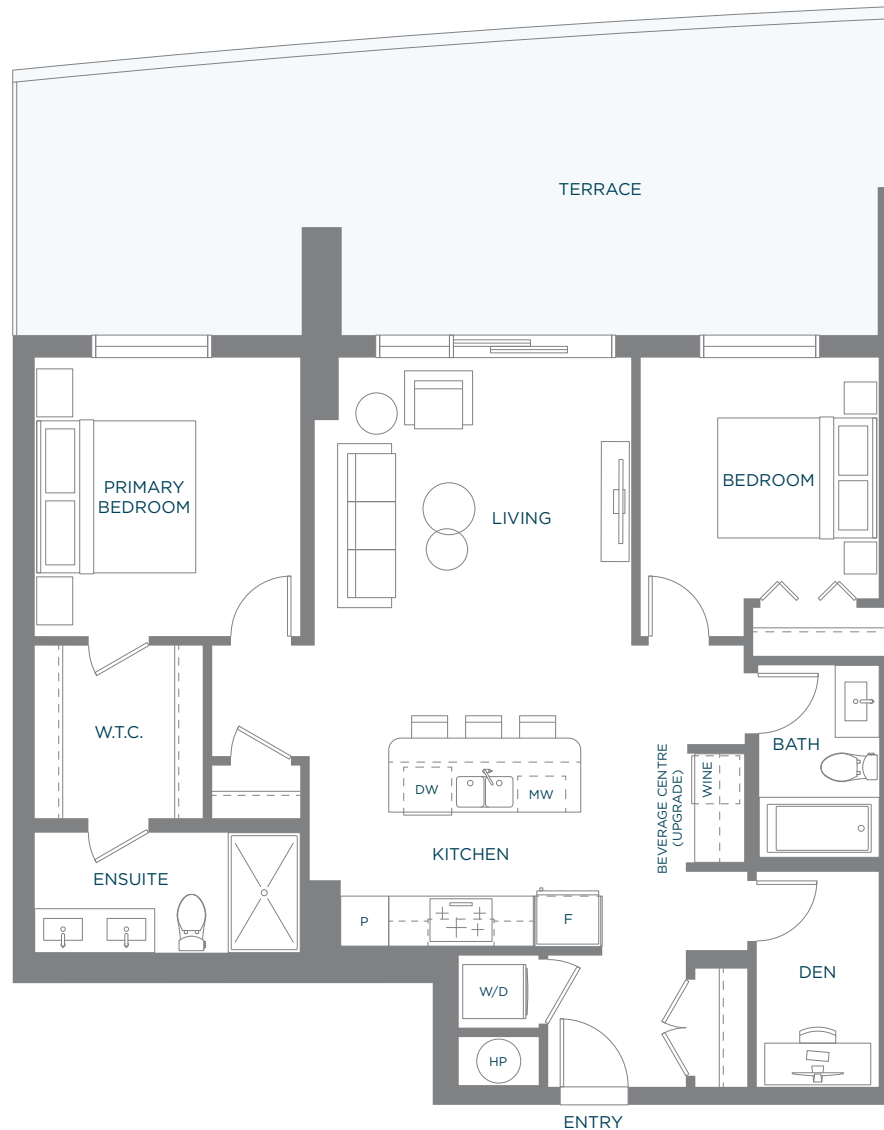 TERRACE
PRIMARY
BEDROOM
LIVING
BEDROOM
W.T.C.
BATH
DW
MW
BEVERAGE CENTRE
(UPGRADE)
WINE
KITCHEN
ENSUITE
P
F
W/D
DEN
HP
ENTRY